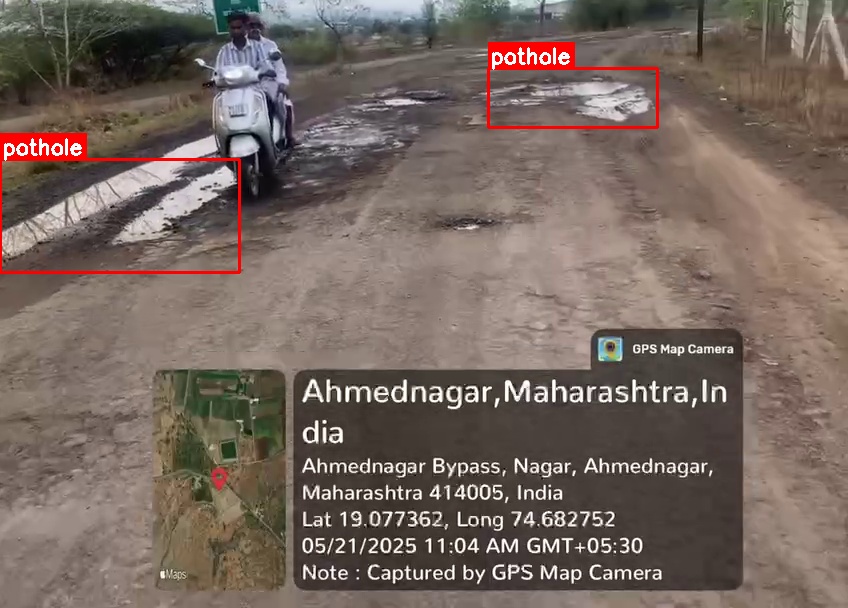 pothole
pothole
GPS Map Camera
Ahmednagar,Maharashtra,In
dia
Ahmednagar Bypass, Nagar, Ahmednagar,
Maharashtra 414005, India
Lat 19.077362, Long 74.682752
05/21/2025 11:04 AM GMT+05:30
Note : Captured by GPS Map Camera
Maps